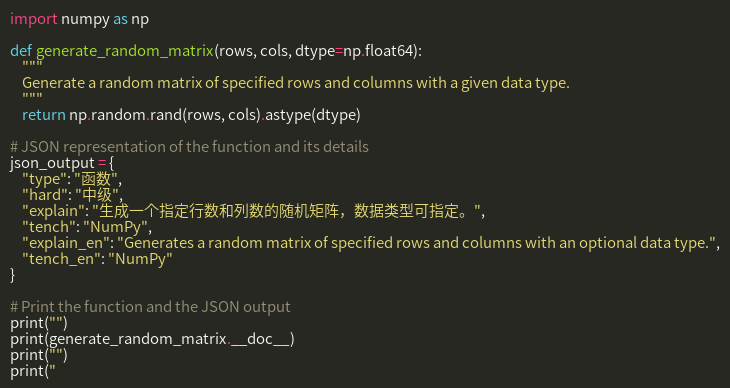 import numpy as np
def generate_random_matrix(rows, cols, dtype=np.float64):
    """
    Generate a random matrix of specified rows and columns with a given data type.
    """
    return np.random.rand(rows, cols).astype(dtype)
# JSON representation of the function and its details
json_output = {
    "type": "函数",
    "hard": "中级",
    "explain": "生成一个指定行数和列数的随机矩阵，数据类型可指定。",
    "tench": "NumPy",
    "explain_en": "Generates a random matrix of specified rows and columns with an optional data type.",
    "tench_en": "NumPy"
}
# Print the function and the JSON output
print("")
print(generate_random_matrix.__doc__)
print("")
print("